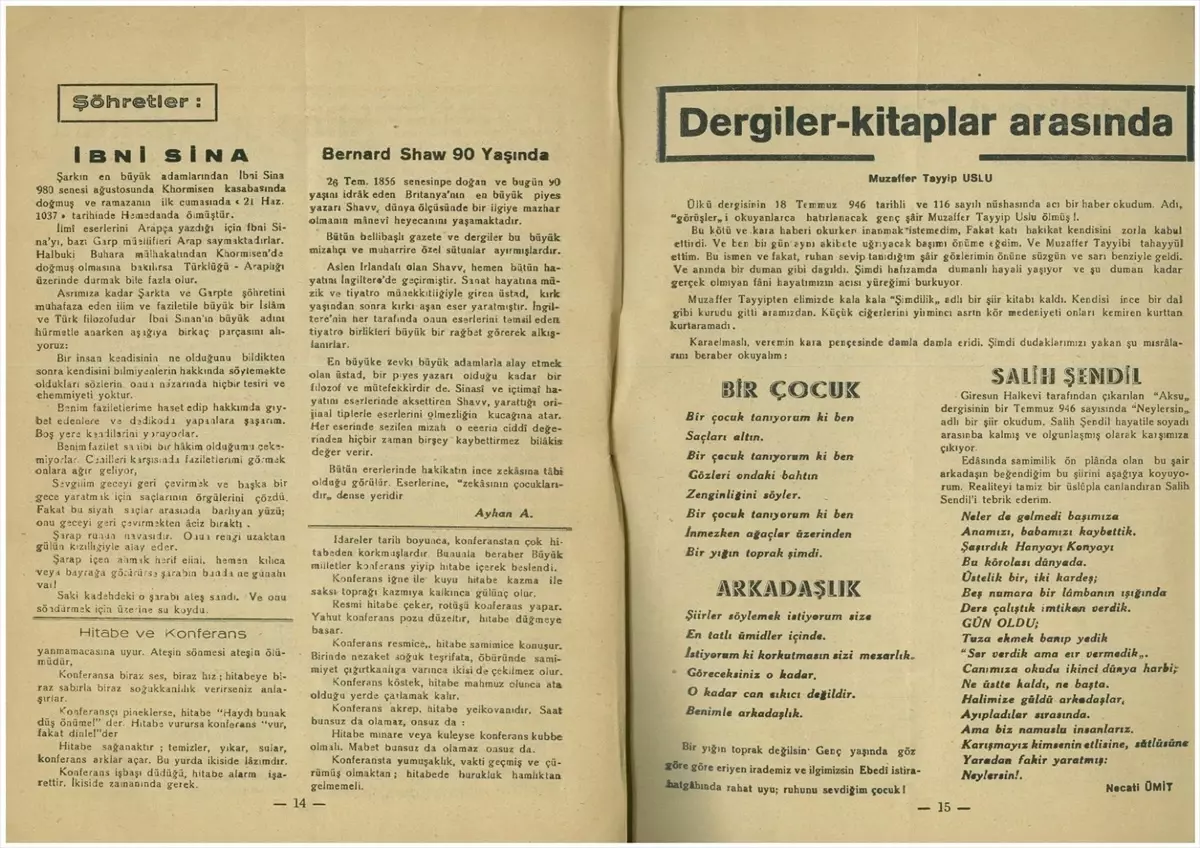 Şöhretler :
İBNİ SİNA
Şarkın en büyük adamlarından İbni Sina
980 senesi ağustosunda Khormisen kasabasında
doğmuş ve ramazanın ilk cumasında « 21 Haz.
1037 » tarihinde Hemedanda ölmüştür.
İlmî eserlerini Arapça yazdığı için İbni Si-
na'yı, bazı Garp müellifleri Arap saymaktadırlar.
Halbuki Buhara mülhakatından Khormisen'de
doğmuş olmasına bakılırsa Türklüğü - Araplığı
üzerinde durmak bile fazla olur.
Asrımıza kadar Şarkta ve Garpte şöhretini
muhafaza eden ilim ve faziletile büyük bir İslâm
ve Türk filozofudur İbni Sina'nın büyük adını
hürmetle anarken aşağıya birkaç parçasını alı-
yoruz:
Bir insan kendisinin ne olduğunu bildikten
sonra kendisini bilmiyenlerin hakkında söylemekte
oldukları sözlerin onun nazarında hiçbir tesiri ve
ehemmiyeti yoktur.
Benim faziletlerime haset edip hakkımda gıy-
bet edenlere ve dedikodu yapanlara şaşarım.
Boş yere kendilerini yoruyorlar.
Benim fazilet sahibi bir hâkim olduğumu çeke-
miyorlar. Cahilleri karşısında faziletlerimi görmek
onlara ağır geliyor,
Sevgilim geceyi geri çevirmek ve başka bir
gece yaratmak için saçlarının örgülerini çözdü.
Fakat bu siyah saçlar arasında parlıyan yüzü;
onu geceyi geri çevirmekten âciz bıraktı .
Şarap ruhun havasıdır. Onun rengi uzaktan
gülün kızıllığiyle alay eder.
Şarap içen ahmak herif elini, hemen kılıca
veya bayrağa götürürse şarabın bunda ne günahı
var!
Saki kadehdeki o şarabı ateş sandı. Ve onu
söndürmek için üzerine su koydu.
Hitabe ve Konferans
yanmamacasına uyur. Ateşin sönmesi ateşin ölü-
müdür,
Konferansa biraz ses, biraz hız ; hitabeye bi-
raz sabırla biraz soğukkanlılık verirseniz anla-
şırlar.
Konferansçı pineklerse, hitabe "Haydi bunak
düş önüme!" der. Hitabe vurursa konferans "vur,
fakat dinle!"der
Hitabe sağanaktır ; temizler, yıkar, sular,
konferans arklar açar. Bu yurda ikiside lâzımdır.
Konferans işbaşı düdüğü, hitabe alarm işa-
rettir. İkiside zamanında gerek.
Bernard Shaw 90 Yaşında
26 Tem. 1856 senesinpe doğan ve bugün 90
yaşını idrâk eden Britanya'nın en büyük piyes
yazarı Shavv, dünya ölçüsünde bir ilgiye mazhar
olmanın mânevi heyecanını yaşamaktadır.
Bütün bellibaşlı gazete ve dergiler bu büyük
mizahçı ve muharrire özel sütunlar ayırmışlardır.
Aslen İrlandalı olan Shavv, hemen bütün ha-
yatını İngiltere'de geçirmiştir. Sanat hayatına mü-
zik ve tiyatro münekkitliğiyle giren üstad, kırk
yaşından sonra kırkı aşan eser yaratmıştır. İngil-
tere'nin her tarafında onun eserlerini temsil eden
tiyatro birlikleri büyük bir rağbet görerek alkış-
lanırlar.
En büyüke zevkı büyük adamlarla alay etmek
olan üstad, bir piyes yazarı olduğu kadar bir
filozof ve mütefekkirdir de. Sinasî ve içtimaî ha-
yatını eserlerinde aksettiren Shavv, yarattığı ori-
jinal tiplerle eserlerini ölmezliğin kucağına atar.
Her eserinde sezilen mizah o eserin ciddî değe-
rinden hiçbir zaman birşey kaybettirmez bilâkis
değer verir.
Bütün ererlerinde hakikatın ince zekâsına tâbi
olduğu görülür. Eserlerine, "zekâsının çocukları-
dır„ dense yeridir
Ayhan A.
İdareler tarih boyunca, konferanstan çok hi-
tabeden korkmuşlardır. Bununla beraber Büyük
milletler konferans yiyip hitabe içerek beslendi.
Konferans iğne ile kuyu hitabe kazma ile
saksı toprağı kazmıya kalkınca gülünç olur.
Resmi hitabe çeker, rotüşü konferans yapar.
Yahut konferans pozu düzeltir, hitabe düğmeye
basar.
Konferans resmice,, hitabe samimice konuşur.
Birinde nezaket soğuk teşrifata, öbüründe sami-
miyet çığırtkanlığa varınca ikisi de çekilmez olur.
Konferans köstek, hitabe mahmuz olunca ata
olduğu yerde çatlamak kalır.
Konferans akrep, hitabe yelkovanıdır. Saat
bunsuz da olamaz, onsuz da :
Hitabe minare veya kuleyse konferans kubbe
olmalı. Mabet bunsuz da olamaz oasuz da.
Konferansta yumuşaklık, vakti geçmiş ve çü-
rümüş olmaktan ; hitabede burukluk hamlıktan
gelmemeli.
— 14 —
Dergiler-kitaplar arasında
Muzaffer Tayyip USLU
Ülkü dergisinin 18 Temmuz 946 tarihli ve 116 sayılı nüshasında acı bir haber okudum. Adı,
"görüşler„ i okuyanlarca hatırlanacak genç şâir Muzaffer Tayyip Uslu ölmüş !.
Bu kötü ve kara haberi okurken inanmak istemedim, Fakat katı hakikat kendisini zorla kabul
ettirdi. Ve ben bir gün aynı akibete uğrıyacak başımı önüme eğdim. Ve Muzaffer Tayyibi tahayyül
ettim. Bu ismen ve fakat, ruhan sevip tanıdığım şair gözlerimin önüne süzgün ve sarı benziyle geldi.
Ve anında bir duman gibi dagıldı. Şimdi hafızamda dumanlı hayali yaşıyor ve şu duman kadar
gerçek olmıyan fâni hayatımızın acısı yüreğimi burkuyor.
Muzaffer Tayyipten elimizde kala kala "Şimdilik„ adlı bir şiir kitabı kaldı. Kendisi ince bir dal
gibi kurudu gitti aramızdan. Küçük ciğerlerini yirminci asrın kör medeniyeti onları kemiren kurttan
kurtaramadı .
Karaelmaslı, veremin kara pençesinde damla damla eridi. Şimdi dudaklarımızı yakan şu mısrâla-
rını beraber okuyalım :
BİR ÇOCUK
Bir çocuk tanıyorum ki ben
Saçları altın.
Bir çocuk tanıyorum ki ben
Gözleri ondaki bahtın
Zenginliğini söyler.
Bir çocuk tanıyorum ki ben
İnmezken ağaçlar üzerinden
Bir yığın toprak şimdi.
ARKADAŞLIK
Şiirler söylemek istiyorum size
En tatlı ümidler içinde.
İstiyorum ki korkutmasın sizi mezarlık.
Göreceksiniz o kadar.
O kadar can sıkıcı değildir.
Benimle arkadaşlık.
Bir yığın toprak değilsin· Genç yaşında göz
göre göre eriyen irademiz ve ilgimizsin Ebedî istira-
hatgâhında rahat uyu; ruhunu sevdiğim çocuk !
SALİH ŞENDİL
Giresun Halkevi tarafından çıkarılan "Aksu„
dergisinin bir Temmuz 946 sayısında "Neylersin„
adlı bir şiir okudum. Salih Şendil hayatile soyadı
arasında kalmış ve olgunlaşmış olarak karşımıza
çıkıyor.
Edâsında samimilik ön plânda olan bu şair
arkadaşın beğendiğim bu şiirini aşağıya koyuyo-
rum. Realiteyi tamiz bir üslûpla canlandıran Salih
Sendil'i tebrik ederim.
Neler de gelmedi başımıza
Anamızı, babamızı kaybettik.
Şaşırdık Hanyayı Konyayı
Bu körolası dünyada.
Üstelik bir, iki kardeş;
Beş numara bir lâmbanın ışığında
Ders çalıştık imtihan verdik.
GÜN OLDU;
Tuza ekmek banıp yedik
"Ser verdik ama sır vermedik„.
Canımıza okudu ikinci dünya harbi;
Ne üstte kaldı, ne başta.
Halimize güldü arkadaşlar,
Ayıpladılar sırasında.
Ama biz namuslu insanlarız.
Karışmayız kimsenin etlisine, sütlüsüne
Yaradan fakir yaratmış:
Neylersin!.
Necati ÜMİT
— 15 —